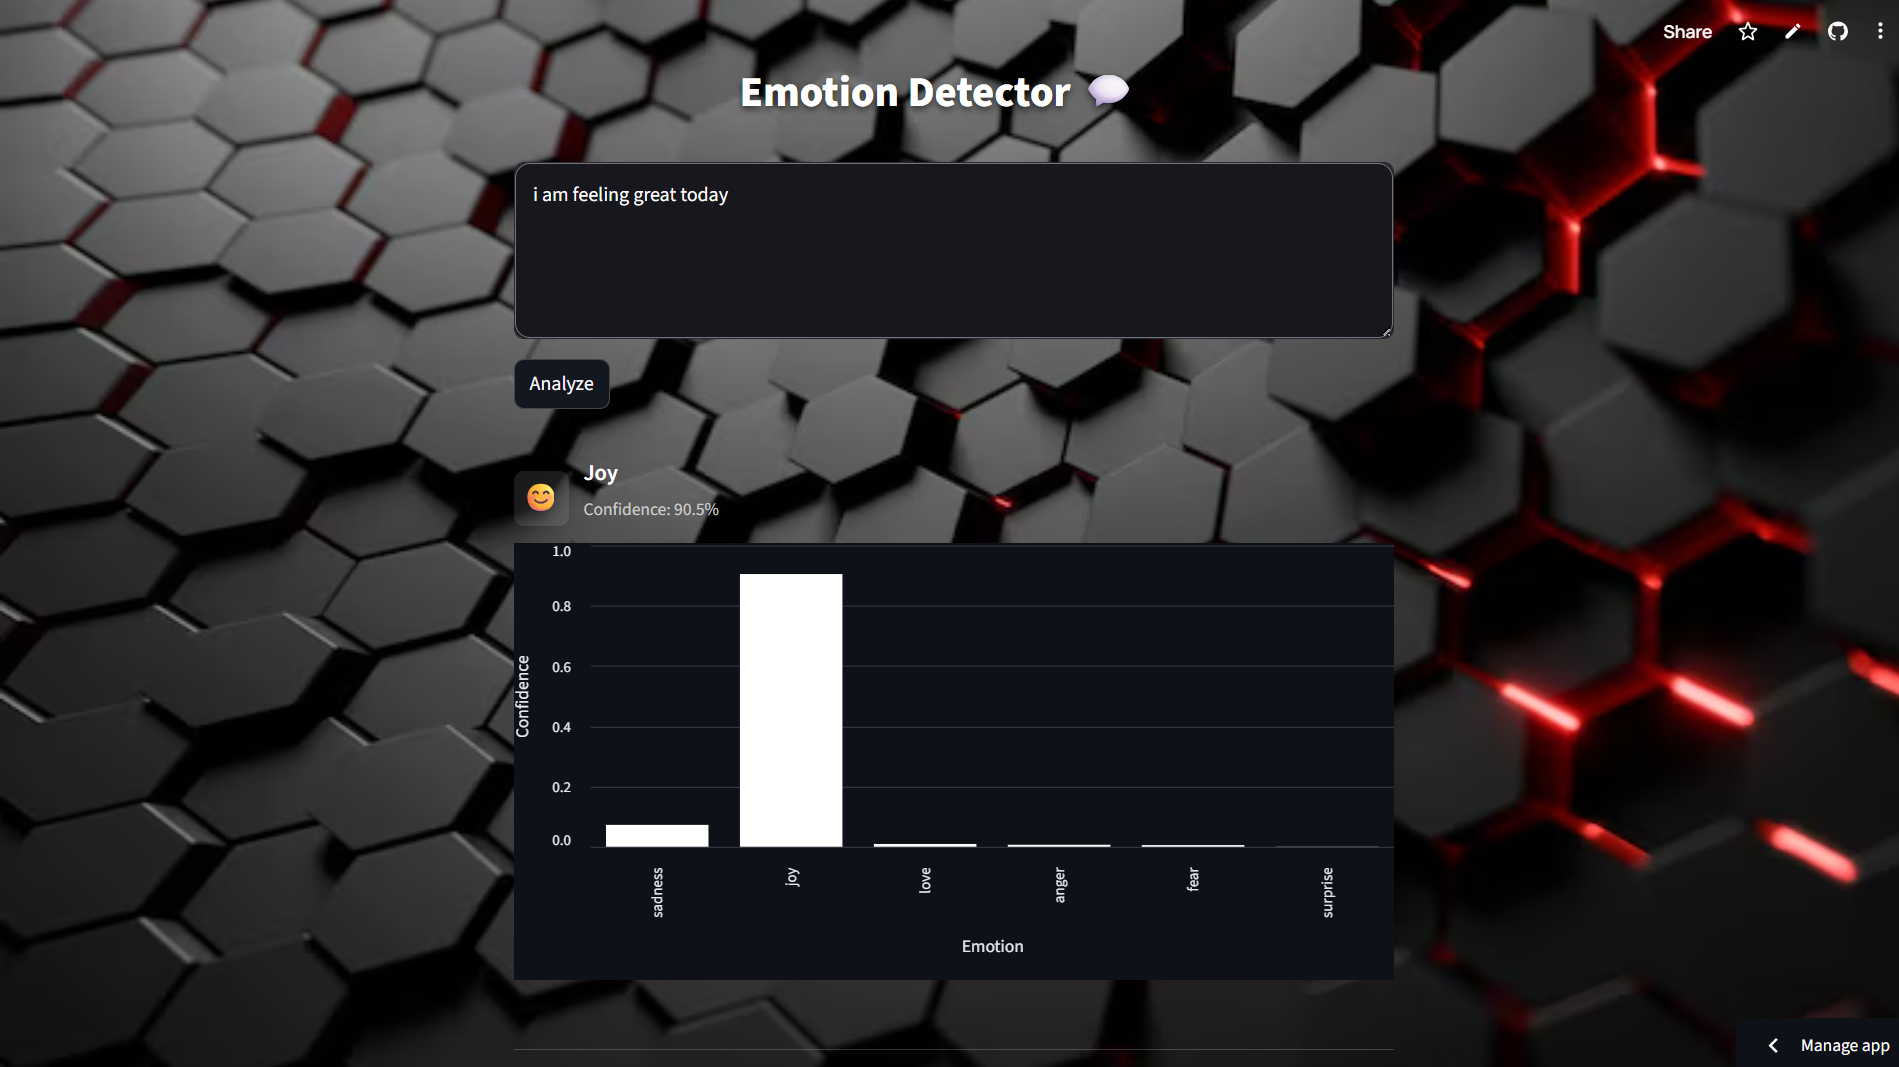 Share
Emotion Detector
i am feeling great today
Analyze
Joy
Confidence: 90.5%
1.0
0.8
0.6
0.4
0.2
0.0
Confidence
sadness
joy
love
anger
fear
surprise
Emotion
Manage app